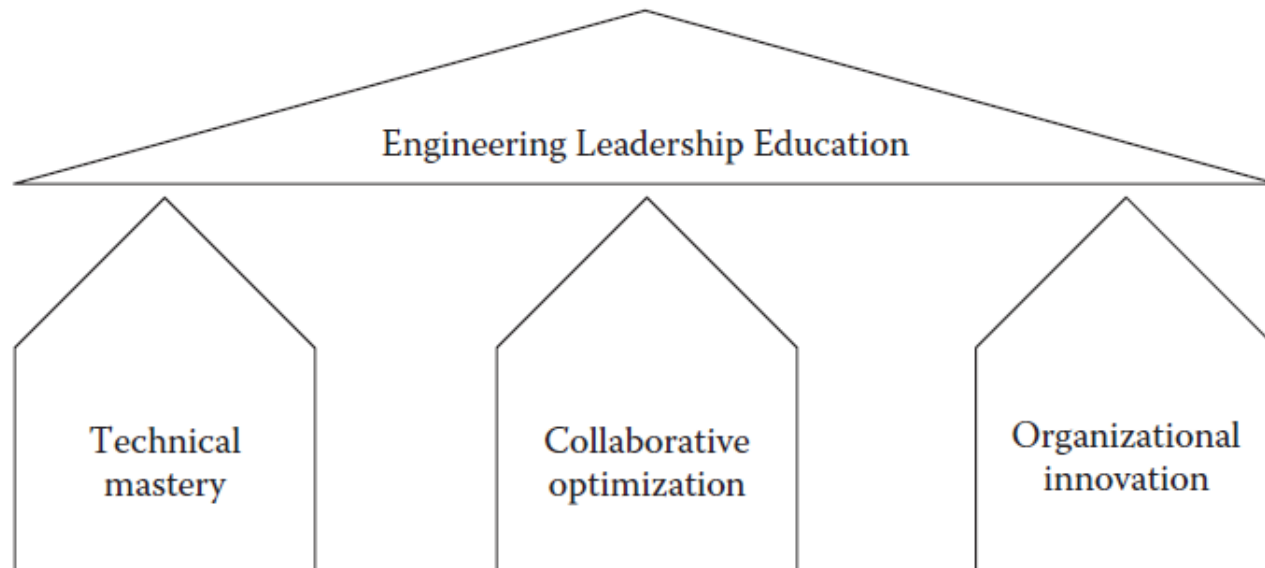 Engineering Leadership Education
Technical
mastery
Collaborative
optimization
Organizational
innovation